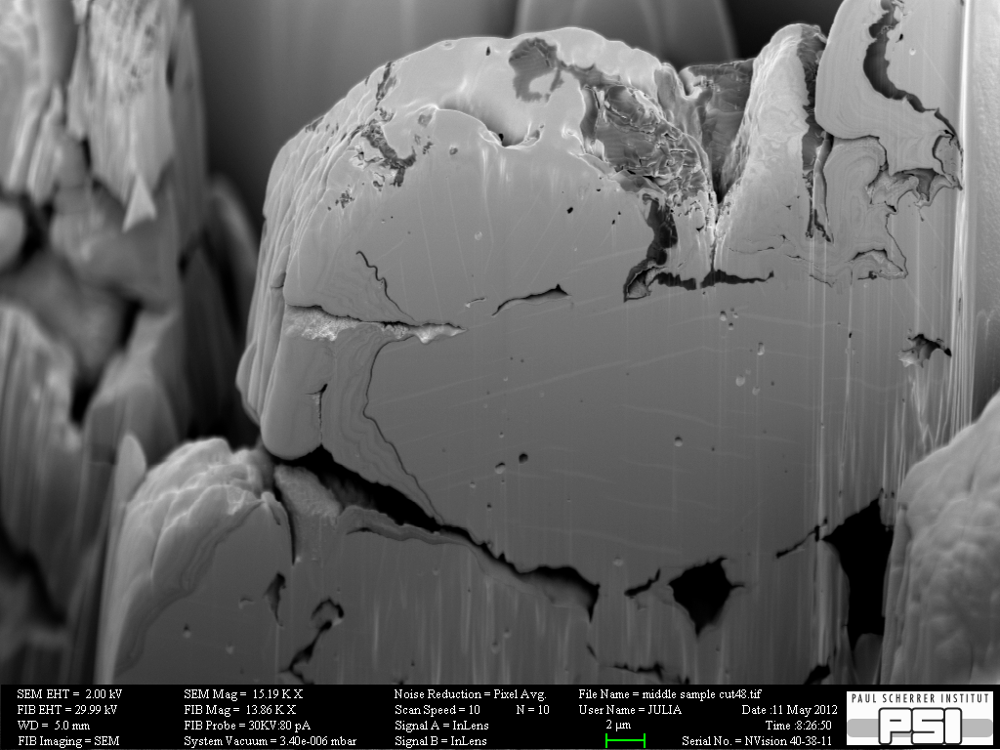 SEM EHT = 2.00 kV
FIB EHT = 29.99 kV
WD = 5.0 mm
FIB Imaging = SEM
SEM Mag = 15.19 K X
FIB Mag = 13.86 K X
FIB Probe = 30KV:80 pA
System Vacuum = 3.40e-006 mbar
Noise Reduction = Pixel Avg.
Scan Speed = 10 N = 10
Signal A = InLens
Signal B = InLens
File Name = middle sample cut48.tif
User Name = JULIA Date :11 May 2012
2 µm Time :8:26:50
Serial No. = NVision 40-38-11
PAUL SCHERRER INSTITUT
PSI